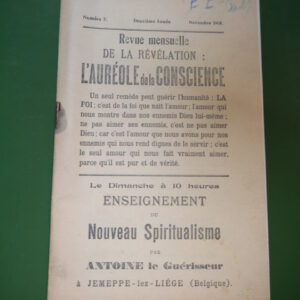 Numéro 7. Deuxième Année Novembre 1906.
Revue mensuelle
DE LA RÉVÉLATION :
L'AURÉOLE de la CONSCIENCE
Un seul remède peut guérir l'humanité : LA
FOI; c'est de la foi que naît l'amour; l'amour qui
nous montre dans nos ennemis Dieu lui-même ;
ne pas aimer ses ennemis, c'est ne pas aimer
Dieu; car c'est l'amour que nous avons pour nos
ennemis qui nous rend dignes de le servir; c'est
le seul amour qui nous fait vraiment aimer,
parce qu'il est pur et de vérité.
Le Dimanche à 10 heures
ENSEIGNEMENT
DU
Nouveau Spiritualisme
PAR
ANTOINE le Guérisseur
à JEMEPPE-lez-LIÉGE (Belgique).